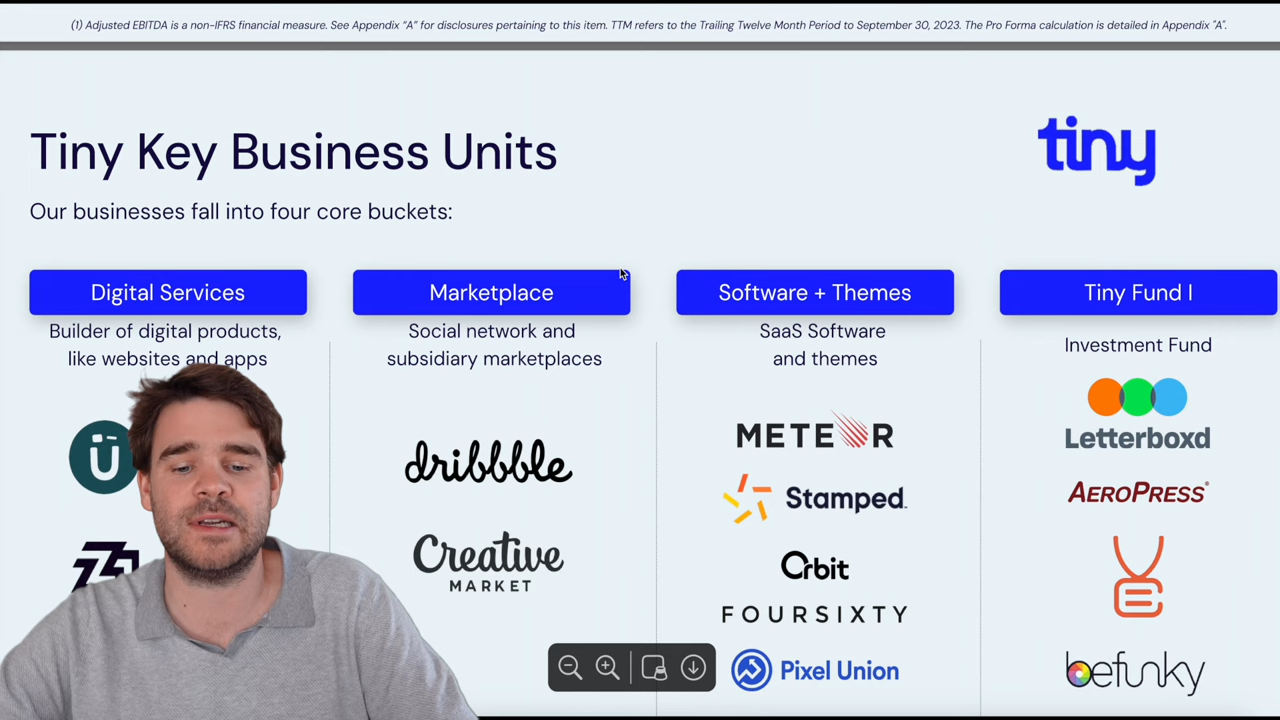 (1) Adjusted EBITDA is a non-IFRS financial measure. See Appendix “A” for disclosures pertaining to this item. TTM refers to the Trailing Twelve Month Period to September 30, 2023. The Pro Forma calculation is detailed in Appendix "A".
Tiny Key Business Units
tiny
Our businesses fall into four core buckets:
Digital Services
Builder of digital products,
like websites and apps
Marketplace
Social network and
subsidiary marketplaces
dribbble
Creative
MARKET
Software + Themes
SaaS Software
and themes
METEOR
Stamped
Orbit
FOURSIXTY
Pixel Union
Tiny Fund I
Investment Fund
Letterboxd
AEROPRESS®
befunky